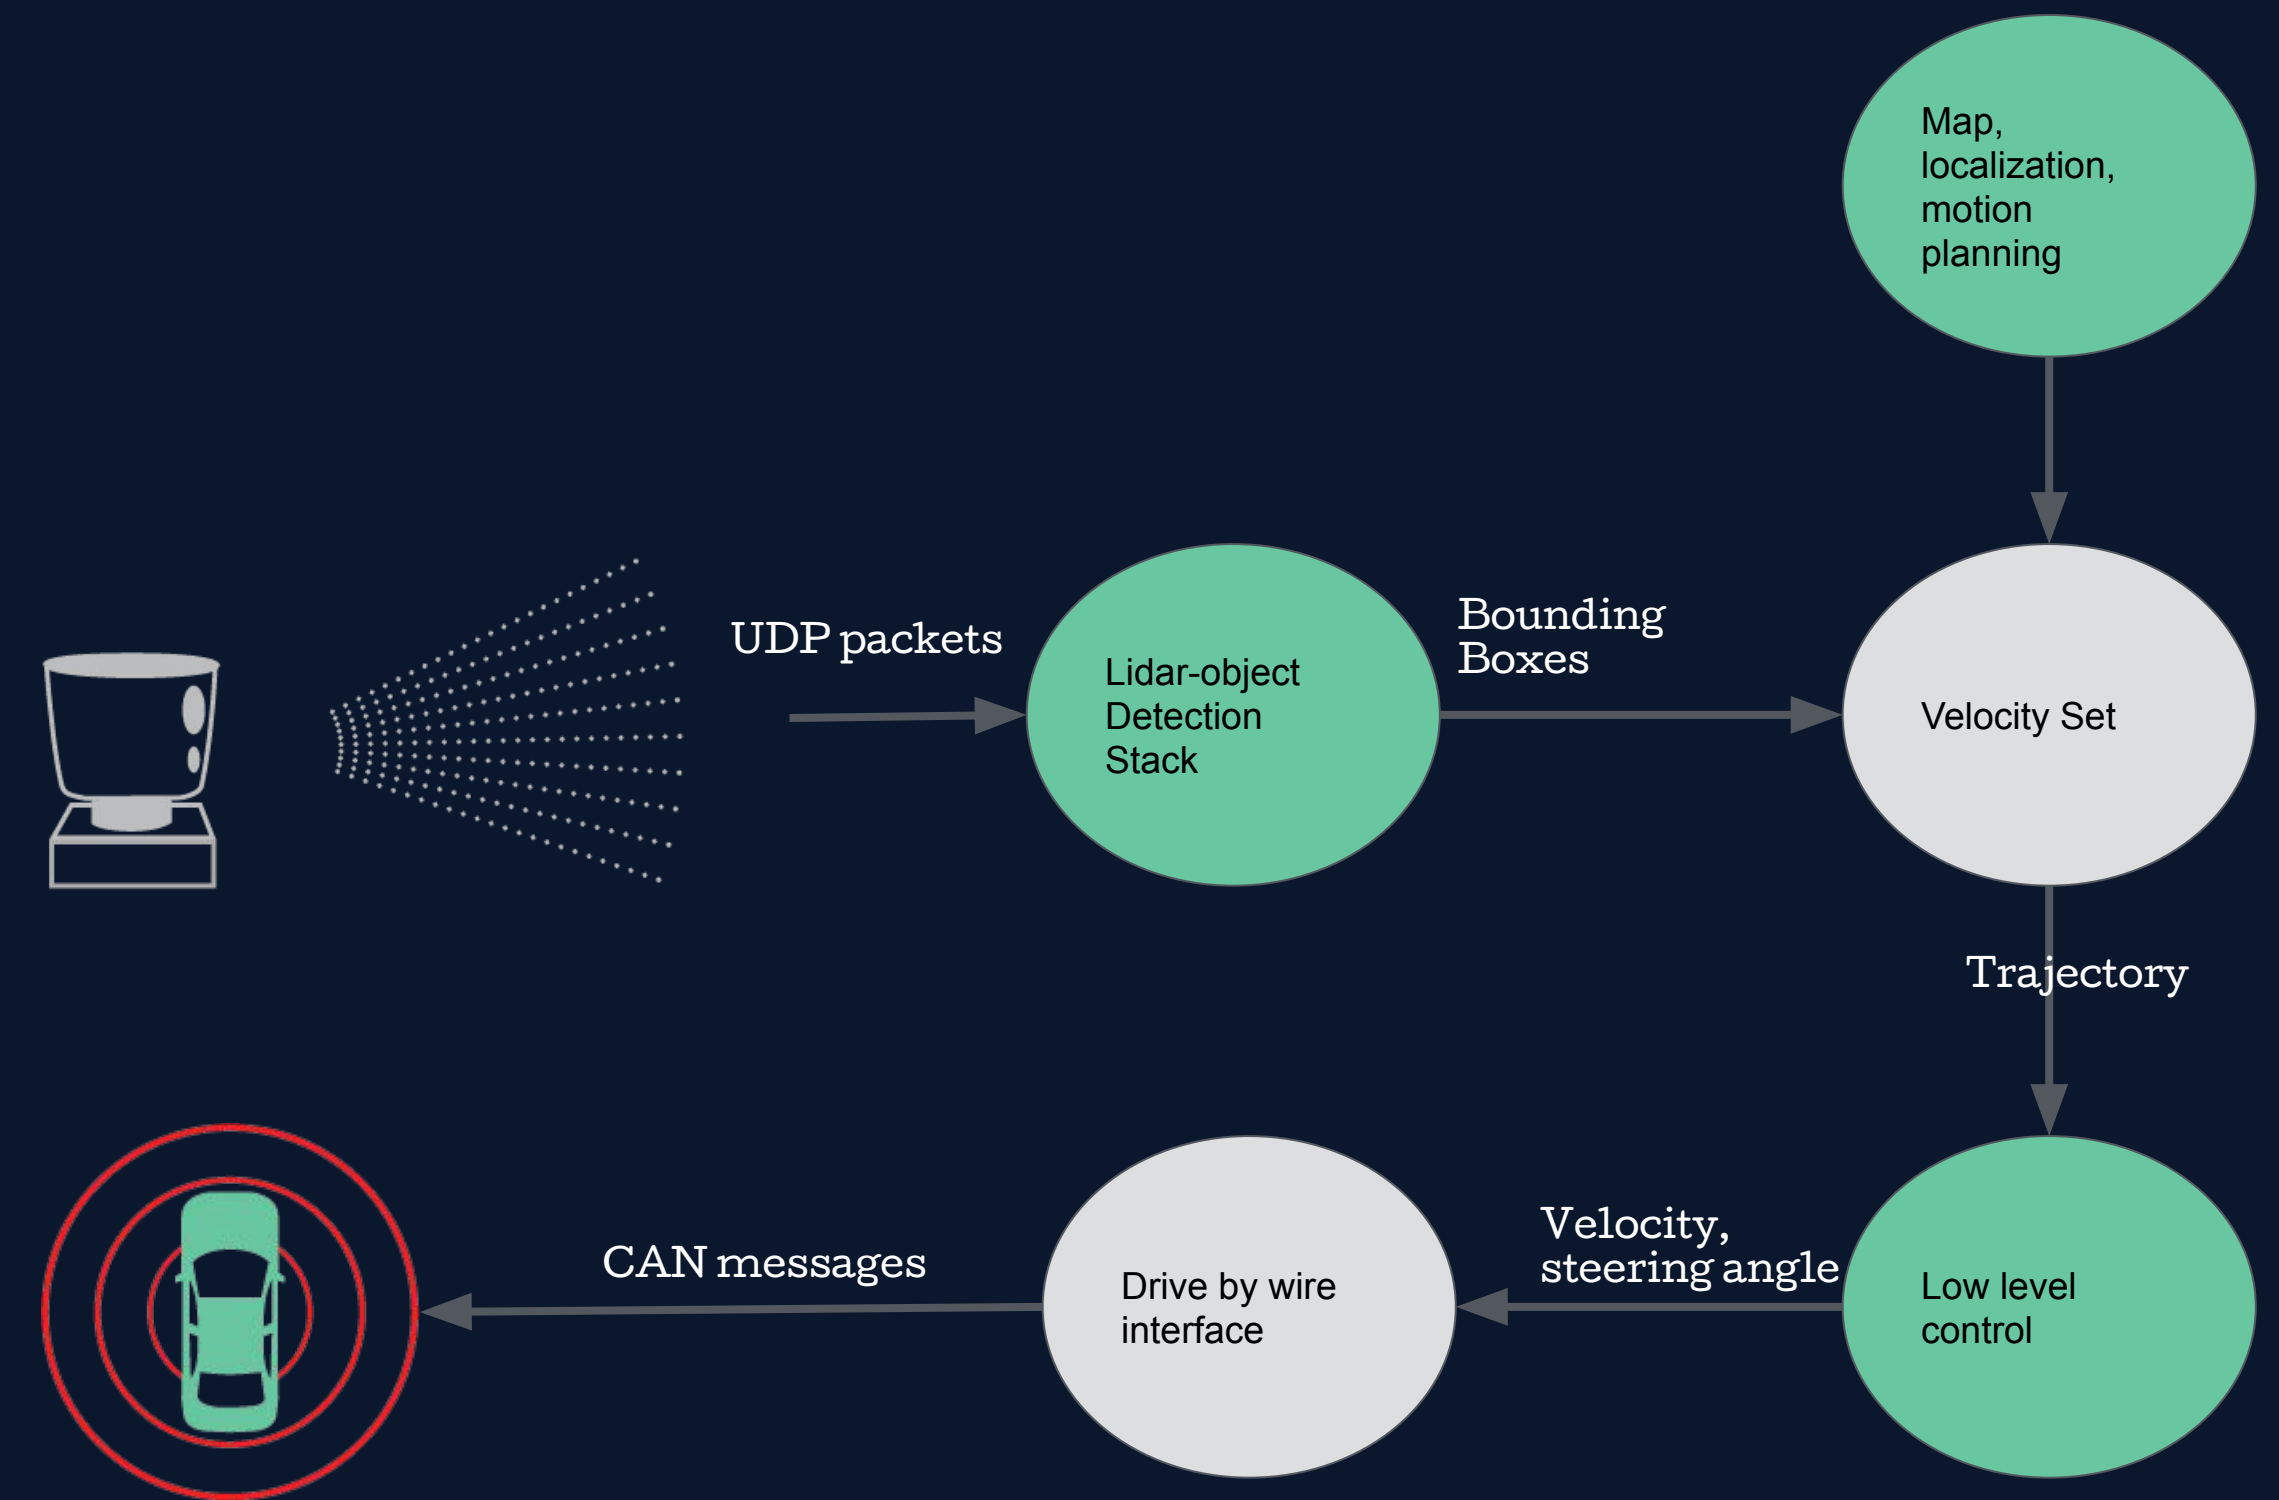 Map,
localization,
motion
planning
UDP packets
Lidar-object
Detection
Stack
Bounding
Boxes
Velocity Set
Trajectory
CAN messages
Drive by wire
interface
Velocity,
steering angle
Low level
control